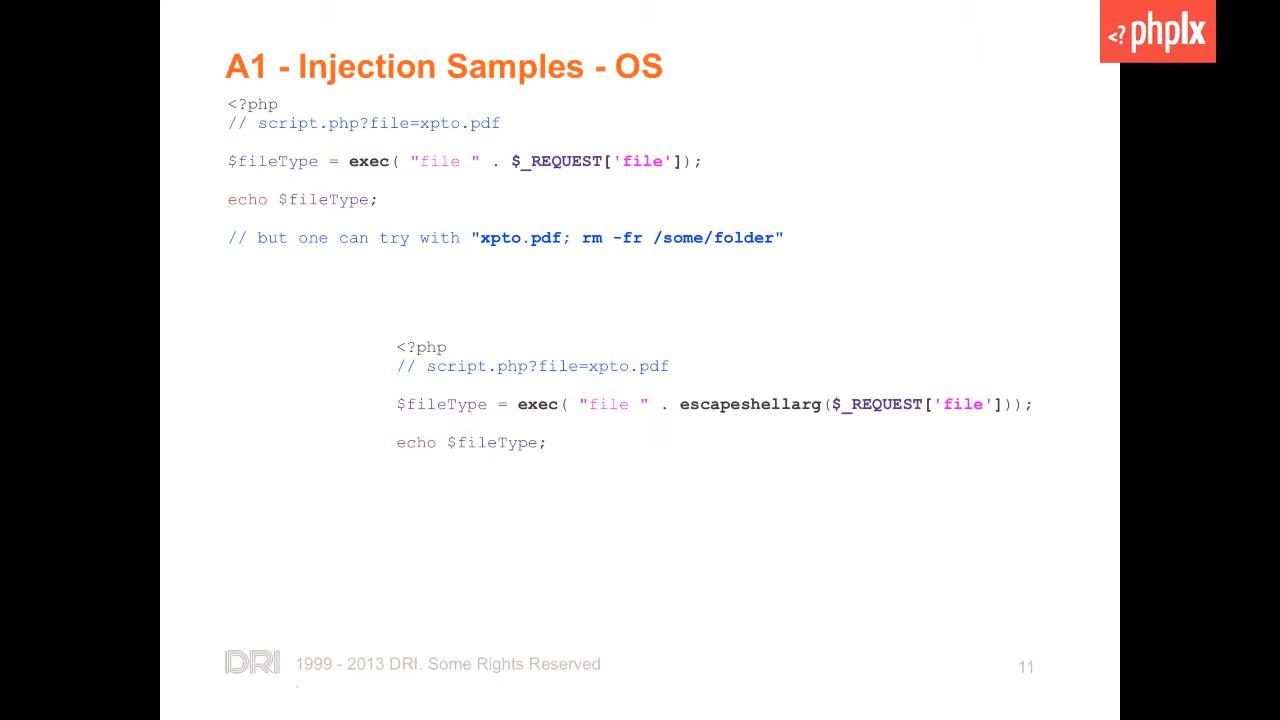 <? phplx
A1 - Injection Samples - OS
<?php
// script.php?file=xpto.pdf
$fileType = exec( "file " . $_REQUEST['file']);
echo $fileType;
// but one can try with "xpto.pdf; rm -fr /some/folder"
<?php
// script.php?file=xpto.pdf
$fileType = exec( "file " . escapeshellarg($_REQUEST['file']));
echo $fileType;
DRI 1999 - 2013 DRI. Some Rights Reserved
.
11